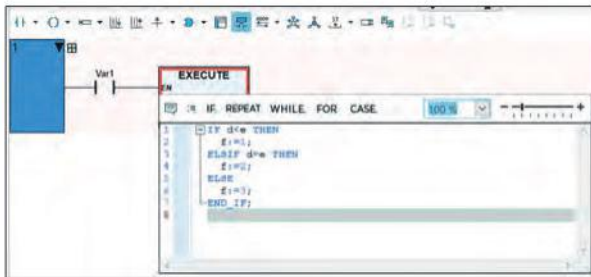 1
Var1
EXECUTE
EN
IF REPEAT WHILE FOR CASE 100 %
1 IF d<e THEN
2 f:=1;
3 ELSIF d=e THEN
4 f:=2;
5 ELSE
6 f:=3;
7 END_IF;
8